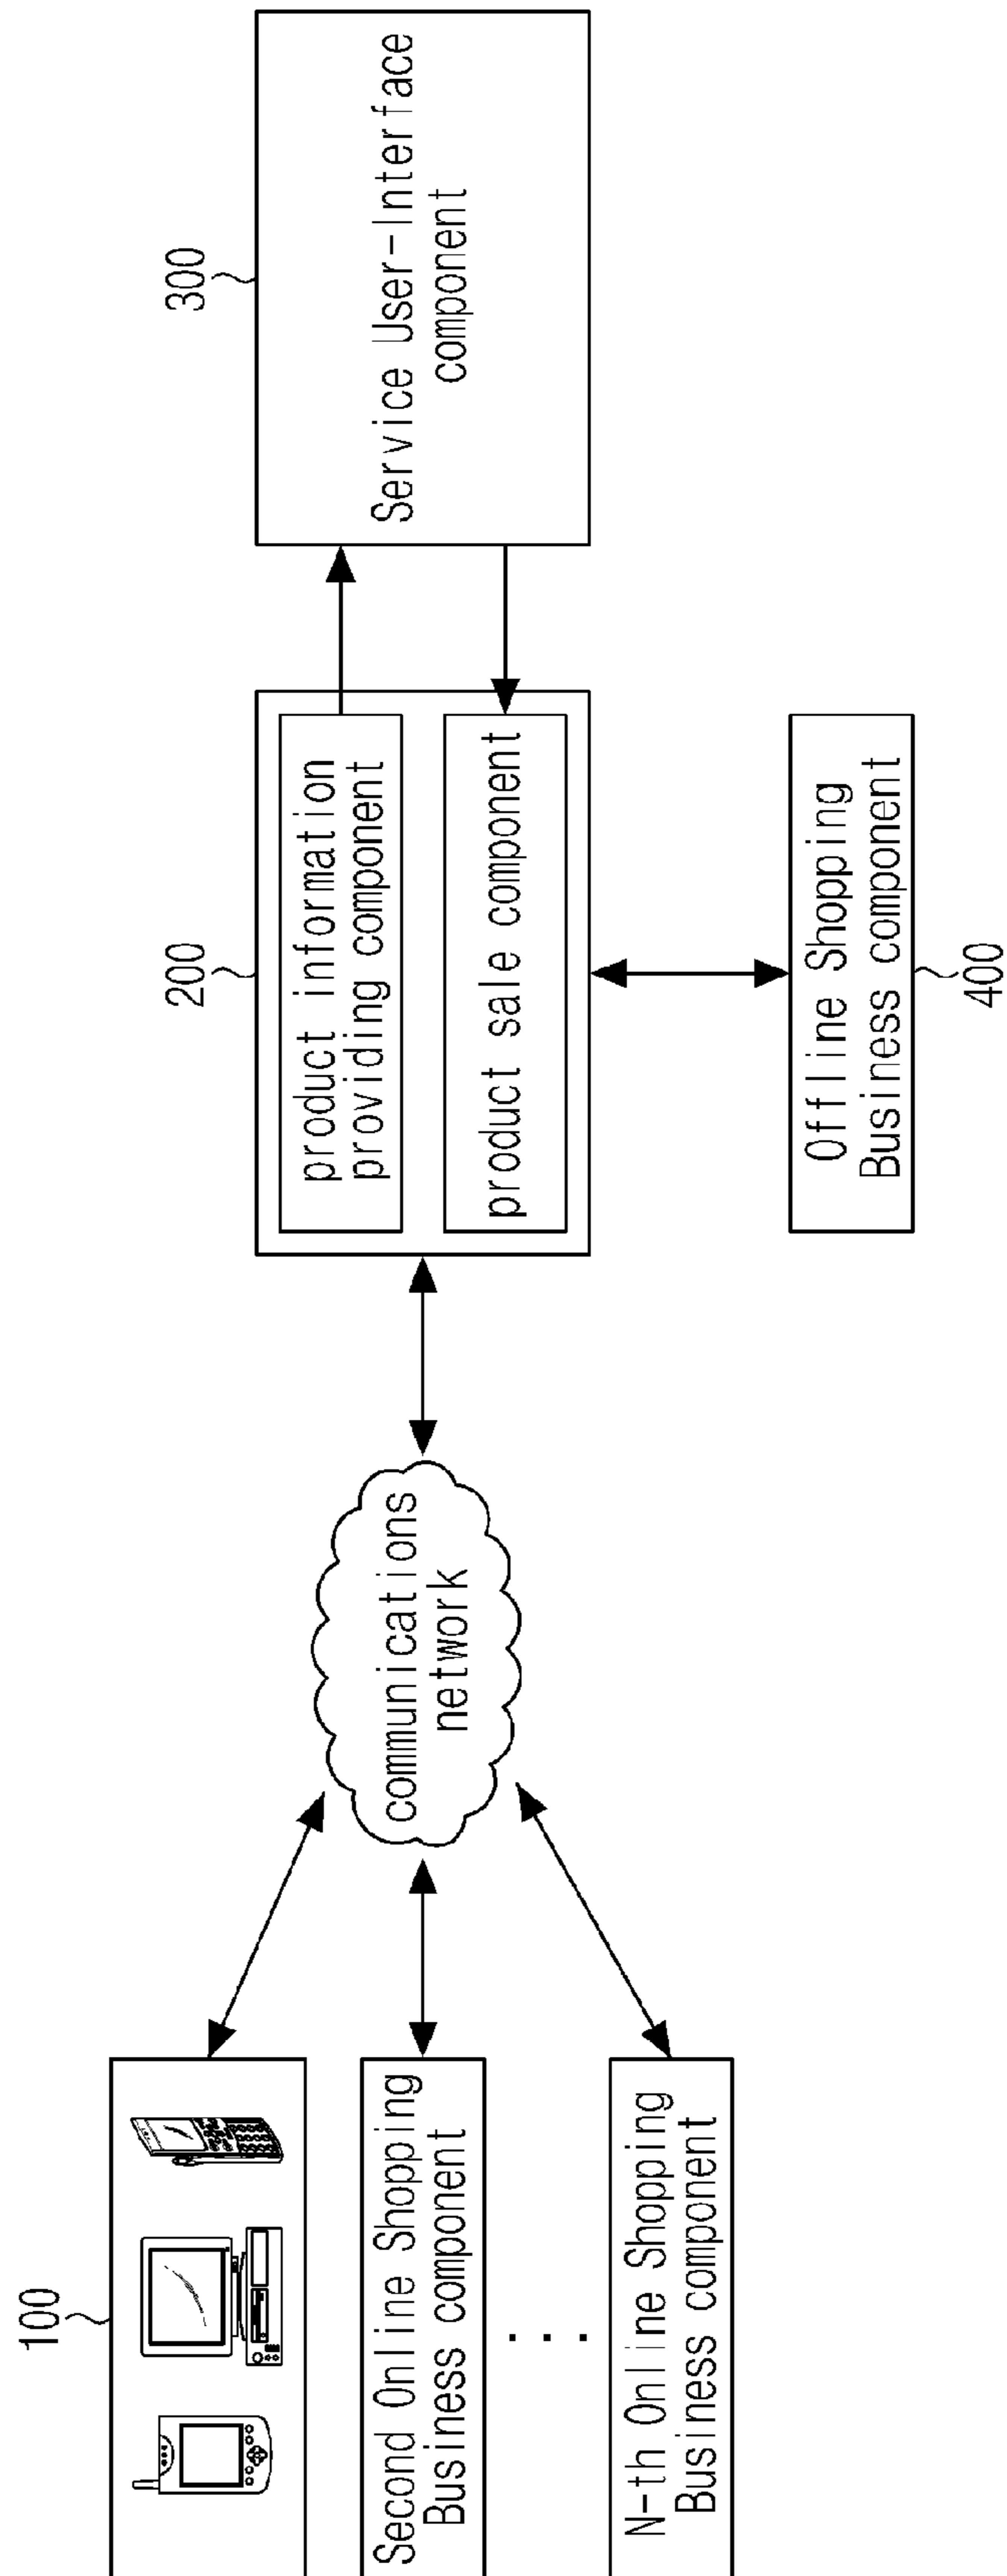 100
Second Online Shopping
Business component
. . .
N-th Online Shopping
Business component
communications
network
200
product information
providing component
product sale component
Offline Shopping
Business component
400
300
Service User-Interface
component